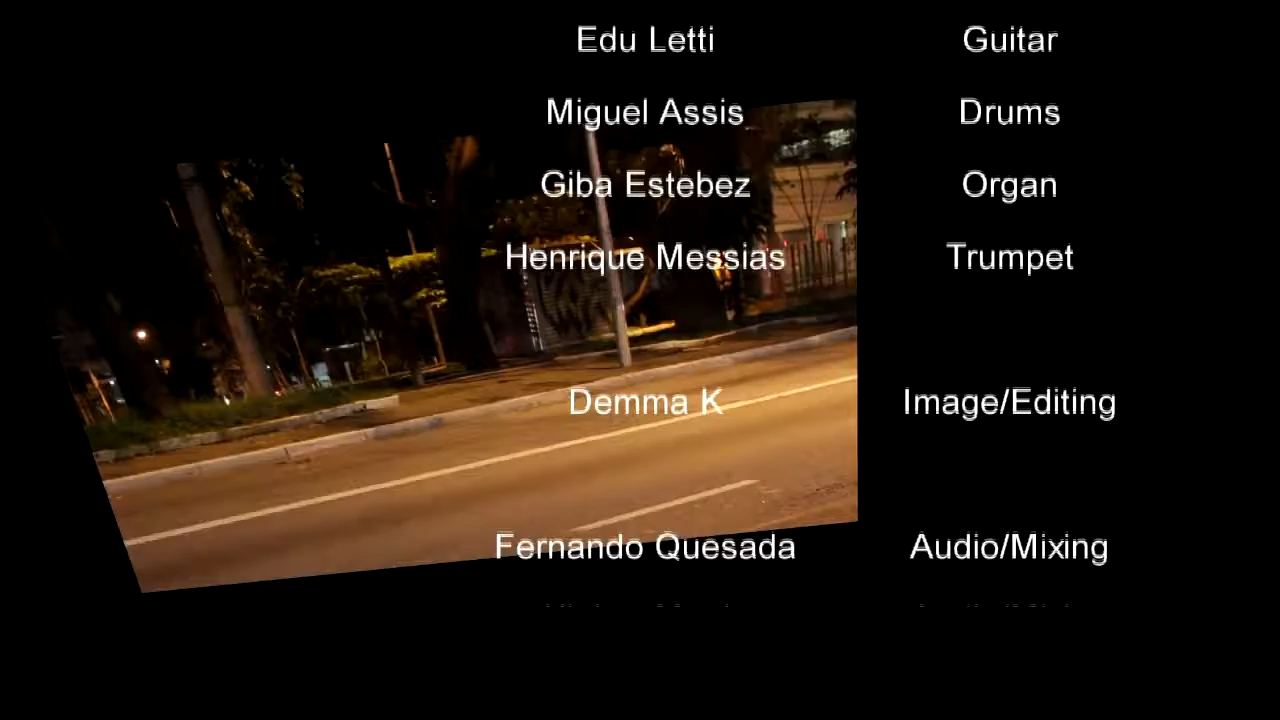 Edu Letti Guitar
Miguel Assis Drums
Giba Estebez Organ
Henrique Messias Trumpet
Demma K Image/Editing
Fernando Quesada Audio/Mixing